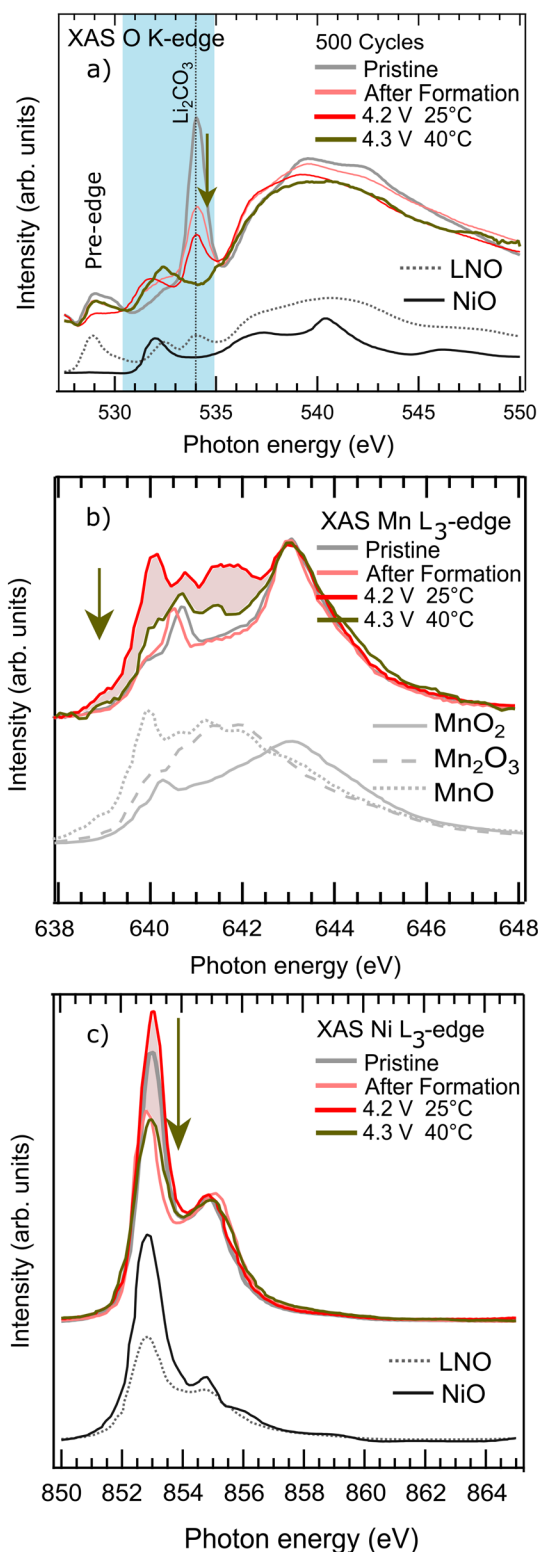 XAS O K-edge
a)
500 Cycles
Pristine
After Formation
4.2 V 25°C
4.3 V 40°C
Li₂CO₃
Pre-edge
LNO
NiO
Intensity (arb. units)
530 535 540 545 550
Photon energy (eV)
b)
XAS Mn L₃-edge
Pristine
After Formation
4.2 V 25°C
4.3 V 40°C
MnO₂
Mn₂O₃
MnO
Intensity (arb. units)
638 640 642 644 646 648
Photon energy (eV)
c)
XAS Ni L₃-edge
Pristine
After Formation
4.2 V 25°C
4.3 V 40°C
LNO
NiO
Intensity (arb. units)
850 852 854 856 858 860 862 864
Photon energy (eV)